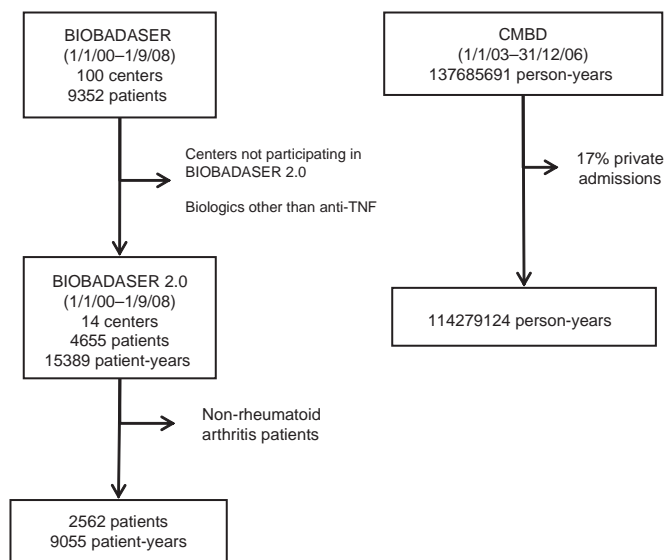 BIOBADASER
(1/1/00–1/9/08)
100 centers
9352 patients
Centers not participating in
BIOBADASER 2.0
Biologics other than anti-TNF
BIOBADASER 2.0
(1/1/00–1/9/08)
14 centers
4655 patients
15389 patient-years
Non-rheumatoid
arthritis patients
2562 patients
9055 patient-years
CMBD
(1/1/03–31/12/06)
137685691 person-years
17% private
admissions
114279124 person-years